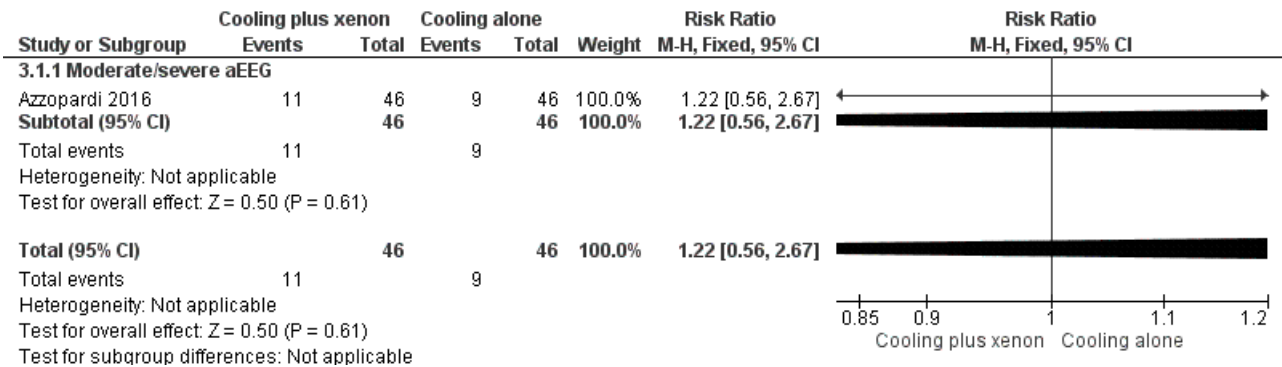 Cooling plus xenon Cooling alone Risk Ratio Risk Ratio
Study or Subgroup Events Total Events Total Weight M-H, Fixed, 95% CI M-H, Fixed, 95% CI
3.1.1 Moderate/severe aEEG
Azzopardi 2016 11 46 9 46 100.0% 1.22 [0.56, 2.67]
Subtotal (95% CI) 46 46 100.0% 1.22 [0.56, 2.67]
Total events 11 9
Heterogeneity: Not applicable
Test for overall effect: Z = 0.50 (P = 0.61)
Total (95% CI) 46 46 100.0% 1.22 [0.56, 2.67]
Total events 11 9
Heterogeneity: Not applicable
Test for overall effect: Z = 0.50 (P = 0.61)
Test for subgroup differences: Not applicable
0.85 0.9 1 1.1 1.2
Cooling plus xenon Cooling alone